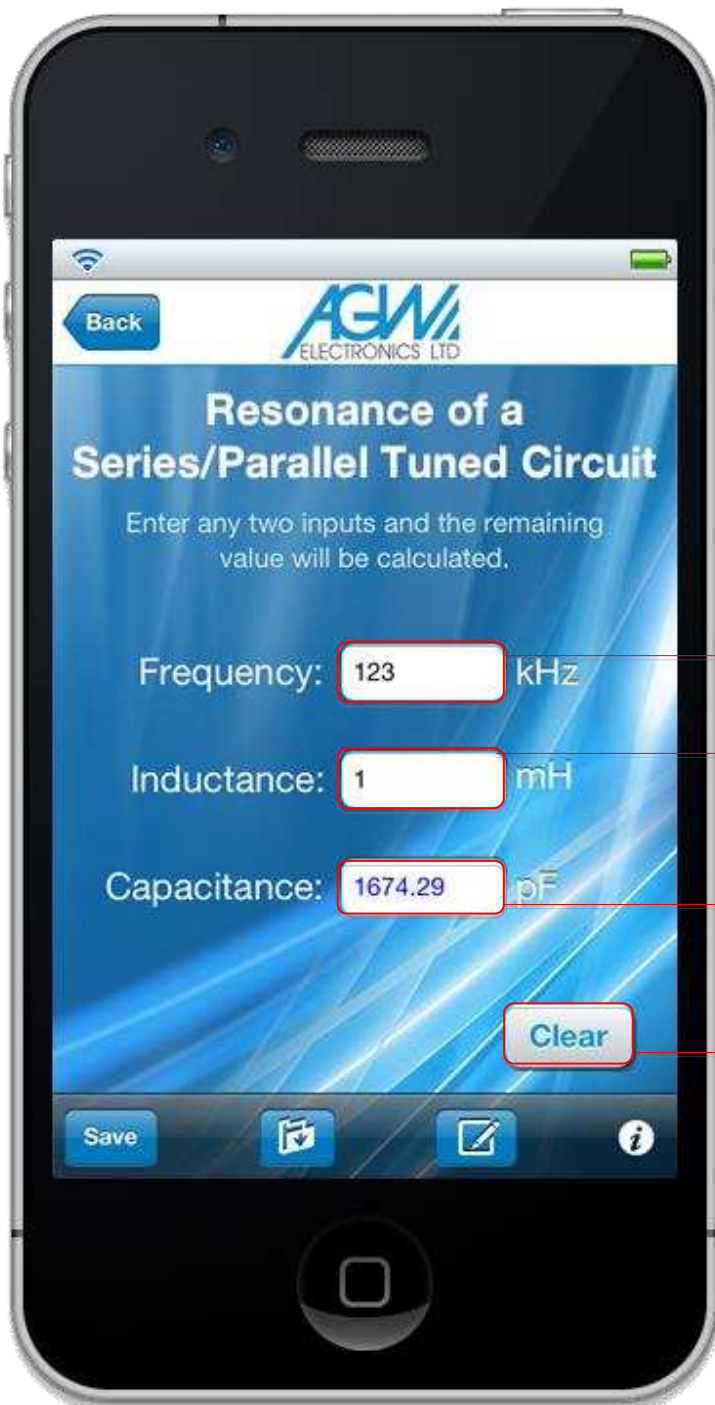 Back
AGW
ELECTRONICS LTD
Resonance of a
Series/Parallel Tuned Circuit
Enter any two inputs and the remaining
value will be calculated.
Frequency: 123 kHz
Inductance: 1 mH
Capacitance: 1674.29 pF
Clear
Save
i